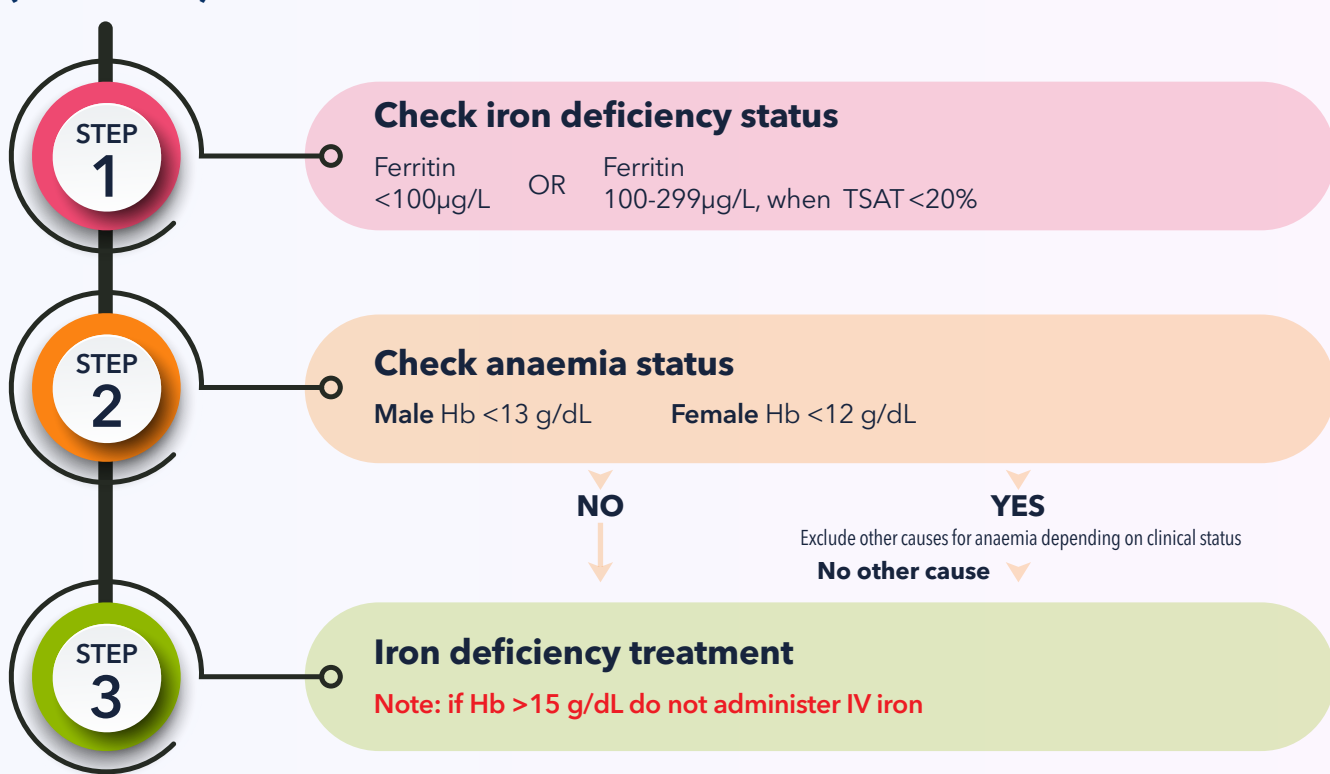 STEP
1
Check iron deficiency status
Ferritin
<100µg/L
OR
Ferritin
100-299µg/L, when TSAT <20%
STEP
2
Check anaemia status
Male Hb <13 g/dL Female Hb <12 g/dL
NO
YES
Exclude other causes for anaemia depending on clinical status
No other cause
STEP
3
Iron deficiency treatment
Note: if Hb >15 g/dL do not administer IV iron